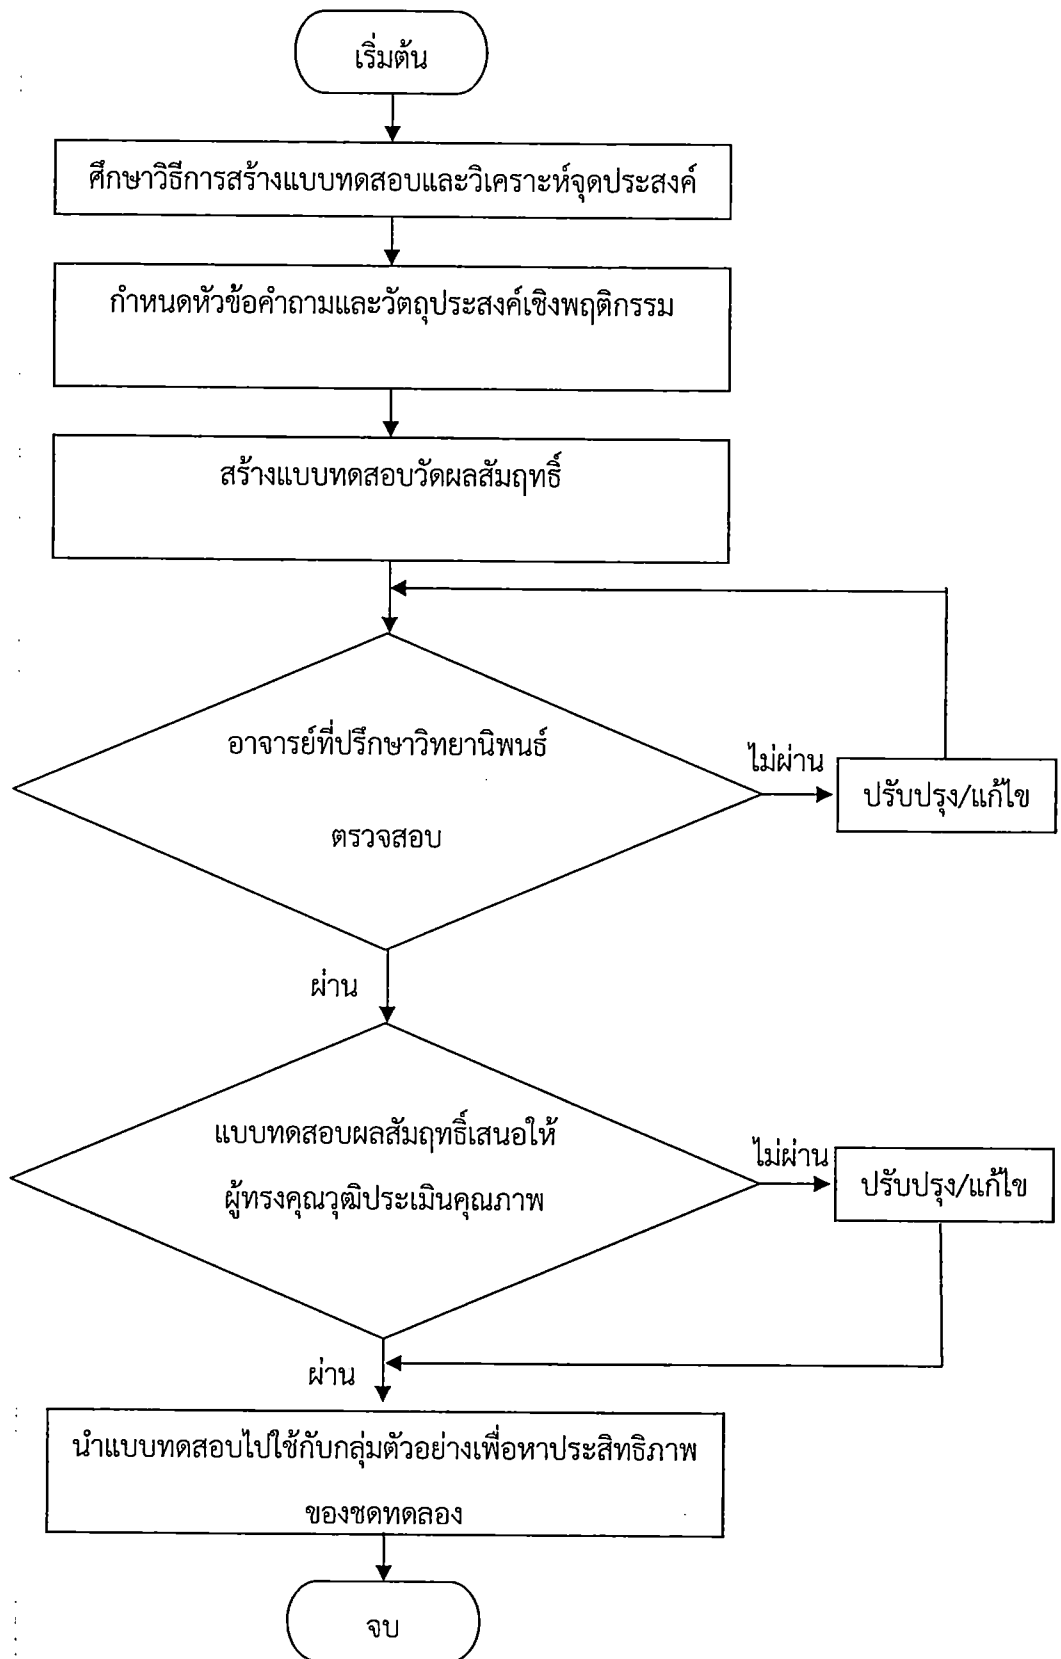 เริ่มต้น
ศึกษาวิธีการสร้างแบบทดสอบและวิเคราะห์จุดประสงค์
กำหนดหัวข้อคำถามและวัตถุประสงค์เชิงพฤติกรรม
สร้างแบบทดสอบวัดผลสัมฤทธิ์
อาจารย์ที่ปรึกษาวิทยานิพนธ์
ตรวจสอบ
ไม่ผ่าน
ปรับปรุง/แก้ไข
ผ่าน
แบบทดสอบผลสัมฤทธิ์เสนอให้
ผู้ทรงคุณวุฒิประเมินคุณภาพ
ไม่ผ่าน
ปรับปรุง/แก้ไข
ผ่าน
นำแบบทดสอบไปใช้กับกลุ่มตัวอย่างเพื่อหาประสิทธิภาพ
ของชดทดลอง
จบ